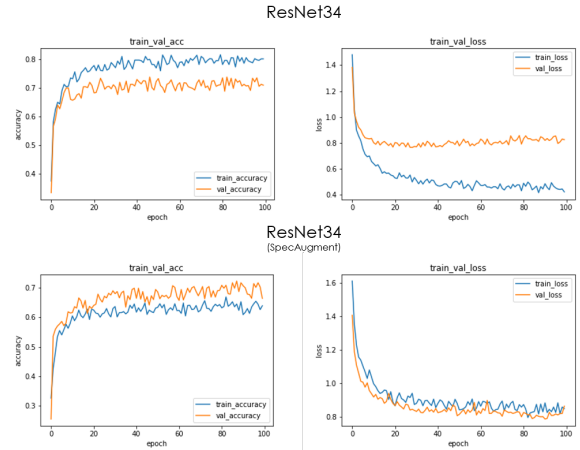 ResNet34
train_val_acc
accuracy
0.8
0.7
0.6
0.5
0.4
train_accuracy
val_accuracy
0 20 40 60 80 100
epoch
train_val_loss
loss
1.4
1.2
1.0
0.8
0.6
0.4
train_loss
val_loss
0 20 40 60 80 100
epoch
ResNet34
(SpecAugment)
train_val_acc
accuracy
0.7
0.6
0.5
0.4
0.3
train_accuracy
val_accuracy
0 20 40 60 80 100
epoch
train_val_loss
loss
1.6
1.4
1.2
1.0
0.8
train_loss
val_loss
0 20 40 60 80 100
epoch